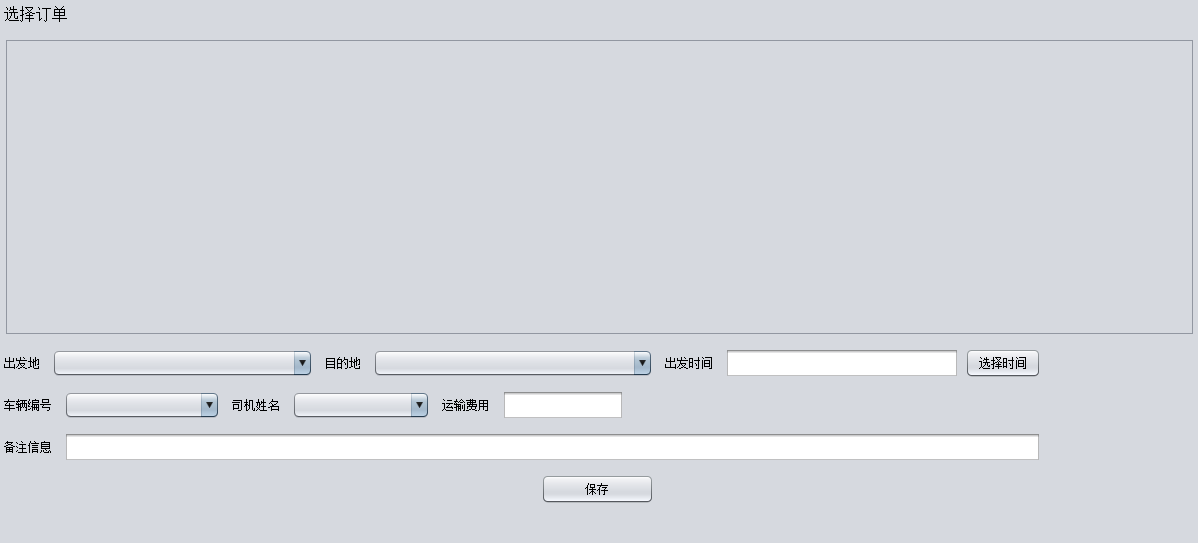 选择订单
出发地 目的地 出发时间 选择时间
车辆编号 司机姓名 运输费用
备注信息
保存